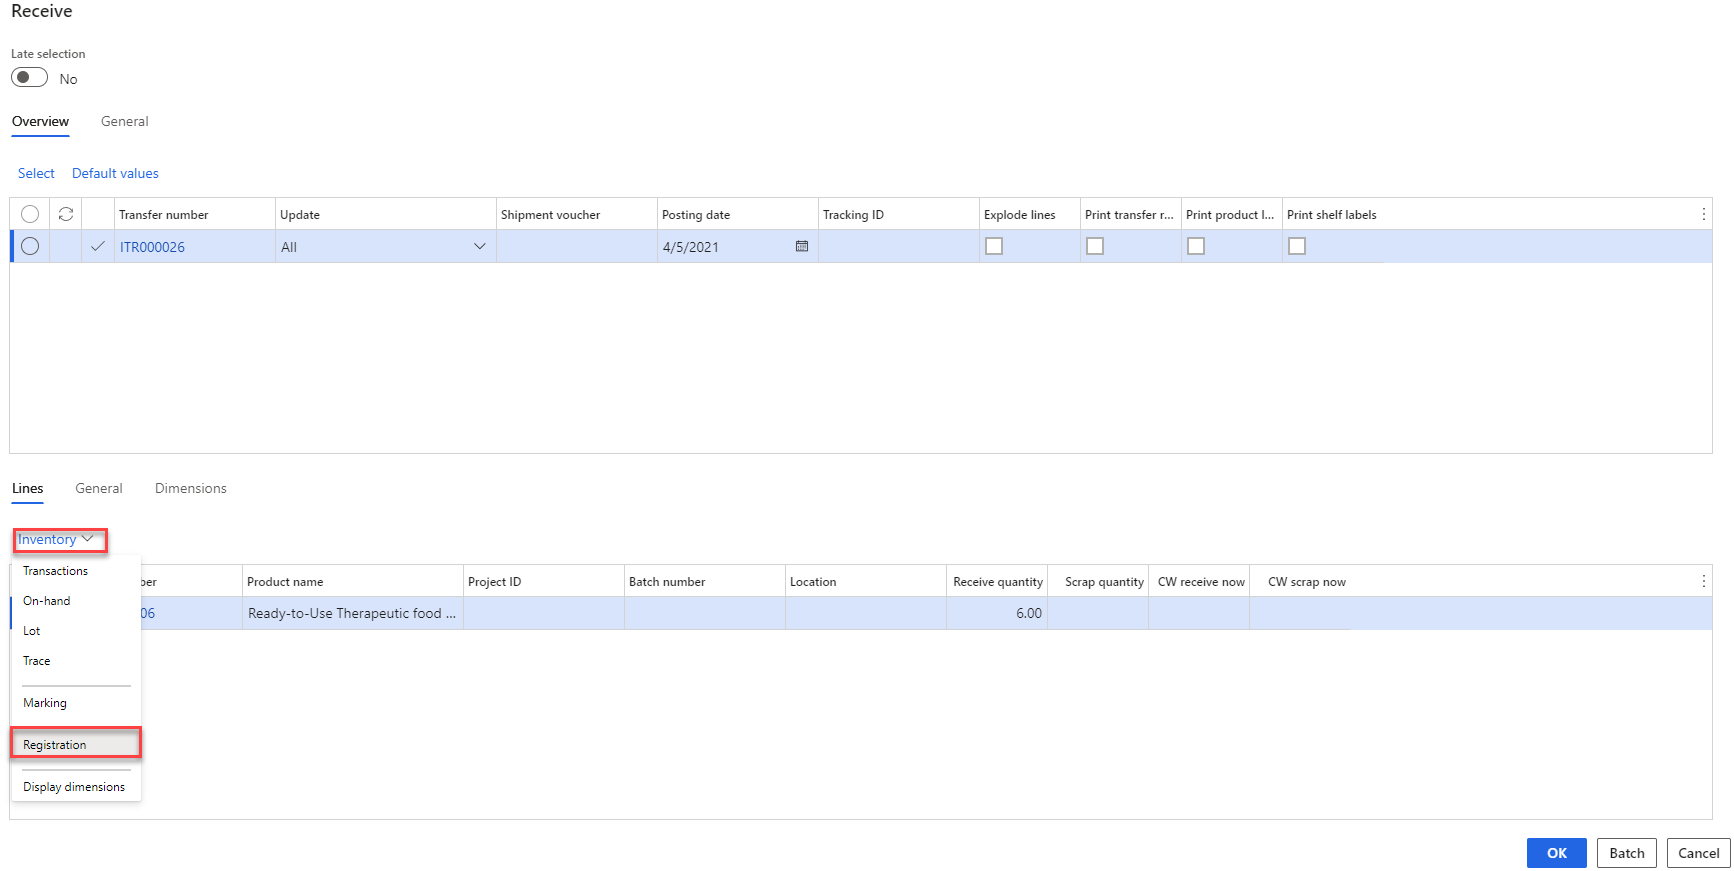 Receive
Late selection
No
Overview General
Select Default values
Transfer number Update Shipment voucher Posting date Tracking ID Explode lines Print transfer r... Print product l... Print shelf labels
ITR000026 All 4/5/2021
Lines General Dimensions
Inventory
Transactions
ber Product name Project ID Batch number Location Receive quantity Scrap quantity CW receive now CW scrap now
On-hand
06 Ready-to-Use Therapeutic food ... 6.00
Lot
Trace
Marking
Registration
Display dimensions
OK Batch Cancel